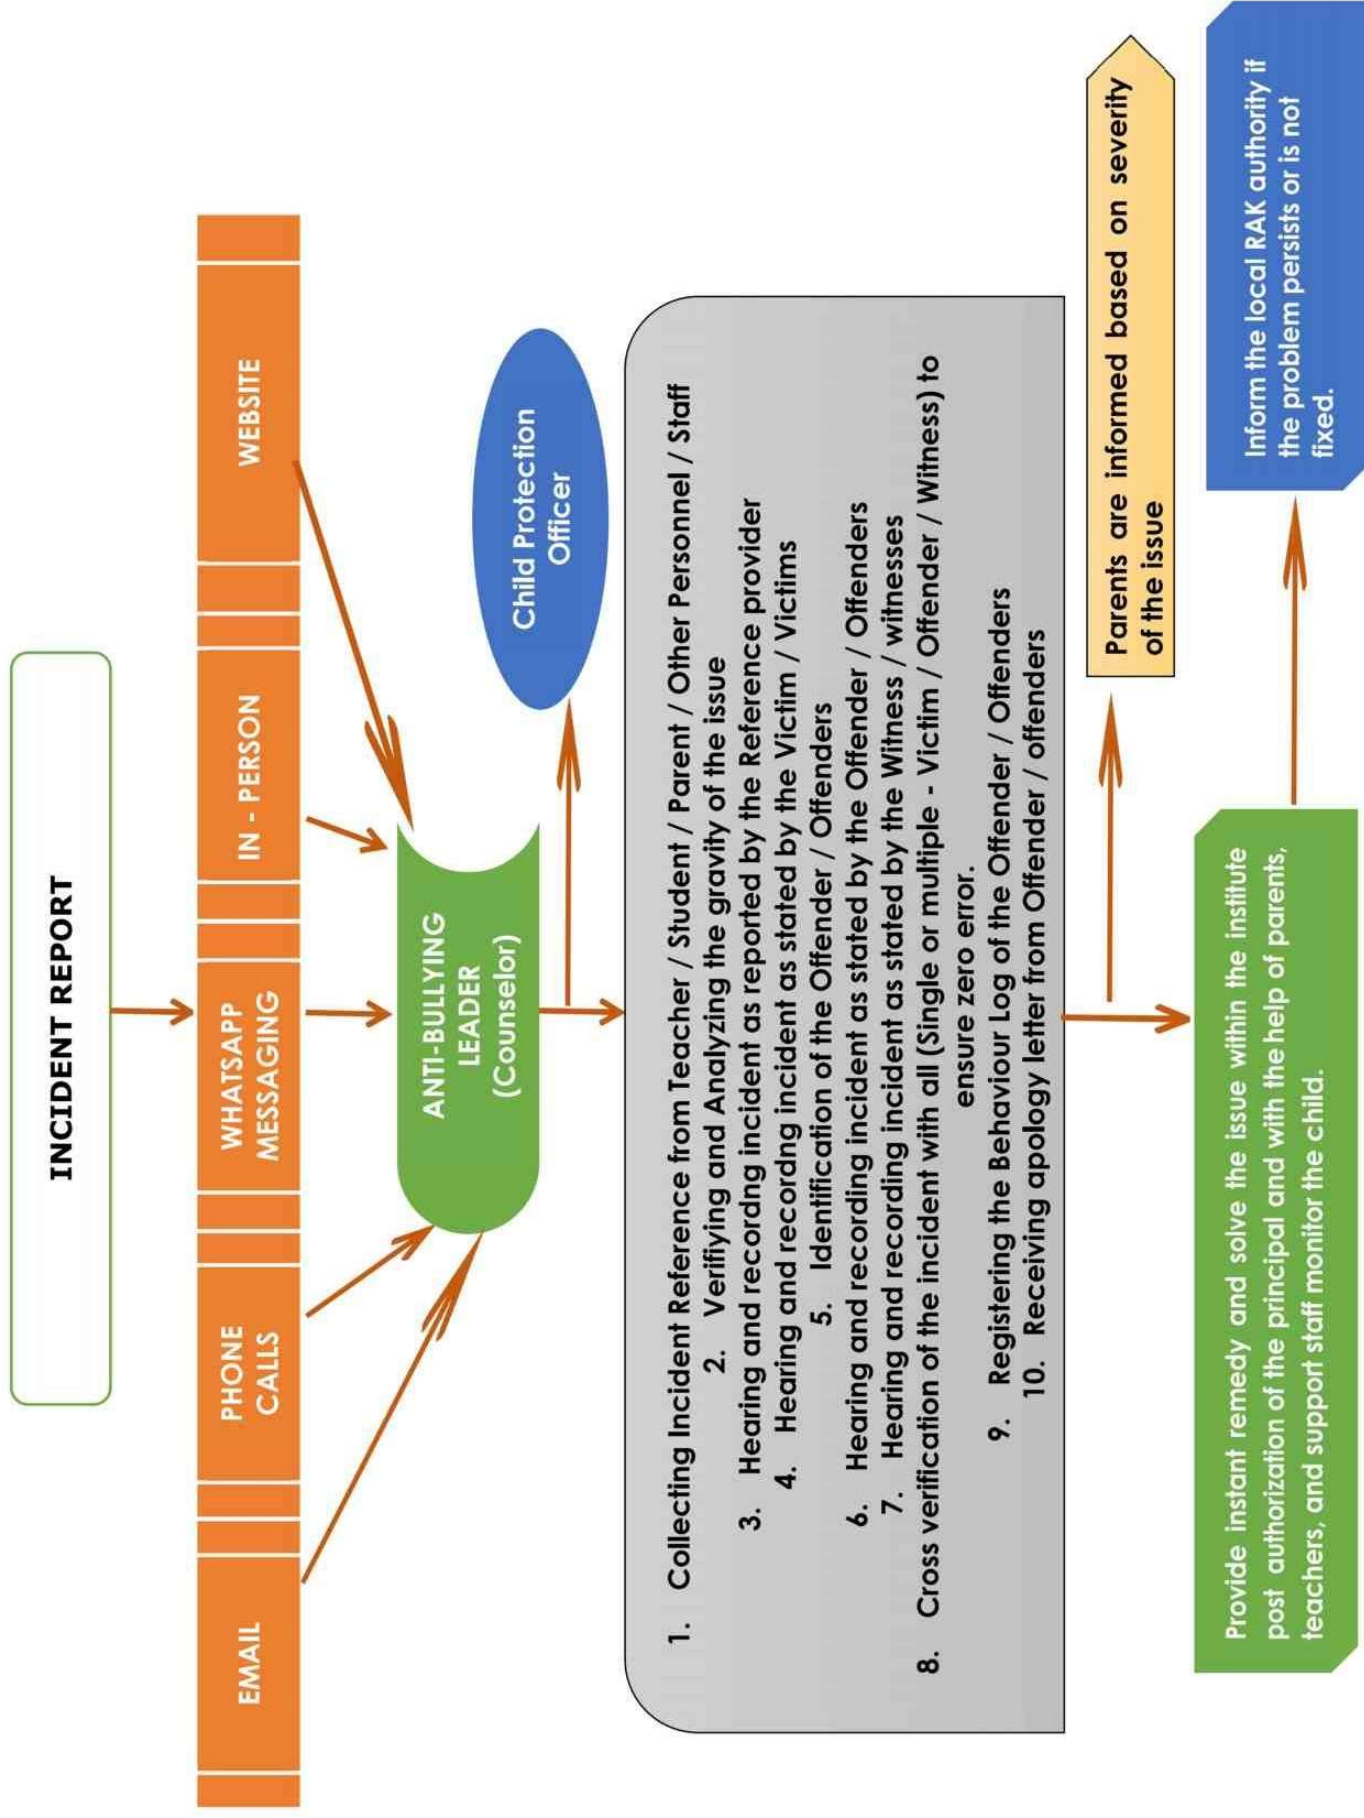 INCIDENT REPORT
EMAIL
PHONE
CALLS
WHATSAPP
MESSAGING
IN - PERSON
WEBSITE
ANTI-BULLYING
LEADER
(Counselor)
Child Protection
Officer
1. Collecting Incident Reference from Teacher / Student / Parent / Other Personnel / Staff
2. Verifiying and Analyzing the gravity of the issue
3. Hearing and recordng incident as reported by the Reference provider
4. Hearing and recordng incident as stated by the Victim / Victims
5. Identification of the Offender / Offenders
6. Hearing and recording incident as stated by the Offender / Offenders
7. Hearing and recording incident as stated by the Witness / witnesses
8. Cross verification of the incident with all (Single or multiple - Victim / Offender / Witness) to
ensure zero error.
9. Registering the Behaviour Log of the Offender / Offenders
10. Receiving apology letter from Offender / offenders
Parents are informed based on severity
of the issue
Provide instant remedy and solve the issue within the institute
post authorization of the principal and with the help of parents,
teachers, and support staff monitor the child.
Inform the local RAK authority if
the problem persists or is not
fixed.